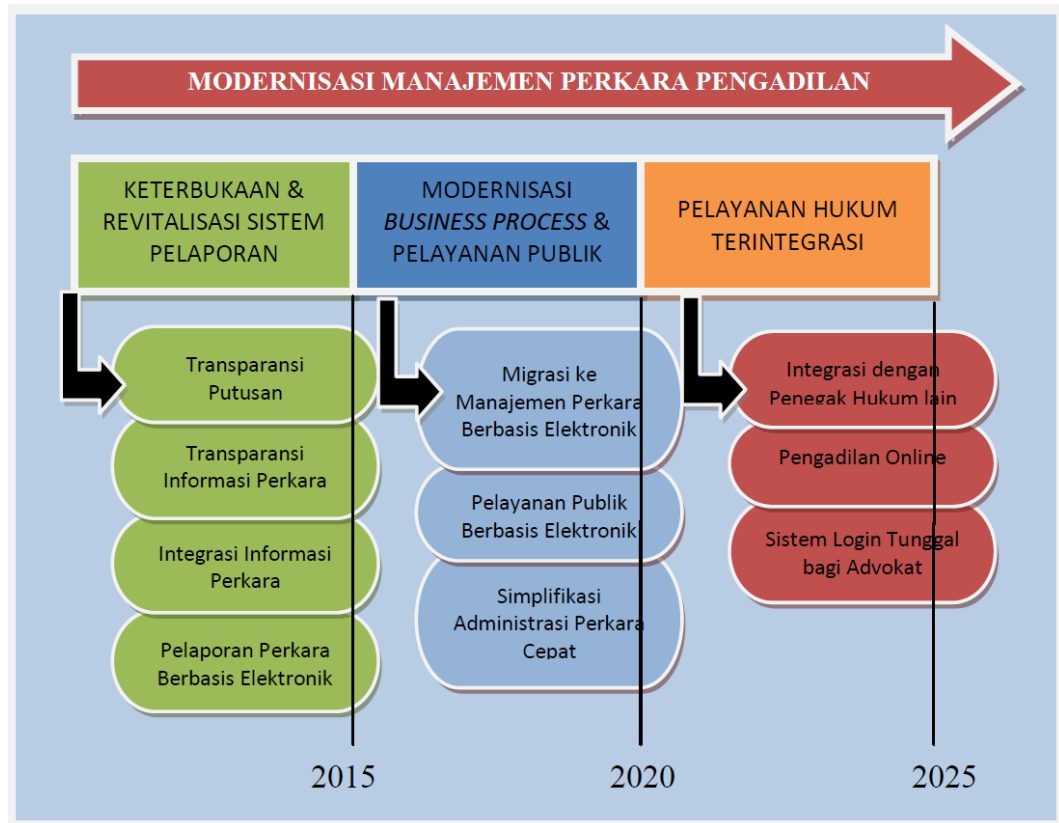 MODERNISASI MANAJEMEN PERKARA PENGADILAN
KETERBUKAAN &
REVITALISASI SISTEM
PELAPORAN
MODERNISASI
BUSINESS PROCESS &
PELAYANAN PUBLIK
PELAYANAN HUKUM
TERINTEGRASI
Transparansi
Putusan
Transparansi
Informasi Perkara
Integrasi Informasi
Perkara
Pelaporan Perkara
Berbasis Elektronik
Migrasi ke
Manajemen Perkara
Berbasis Elektronik
Pelayanan Publik
Berbasis Elektronik
Simplifikasi
Administrasi Perkara
Cepat
Integrasi dengan
Penegak Hukum lain
Pengadilan Online
Sistem Login Tunggal
bagi Advokat
2015
2020
2025